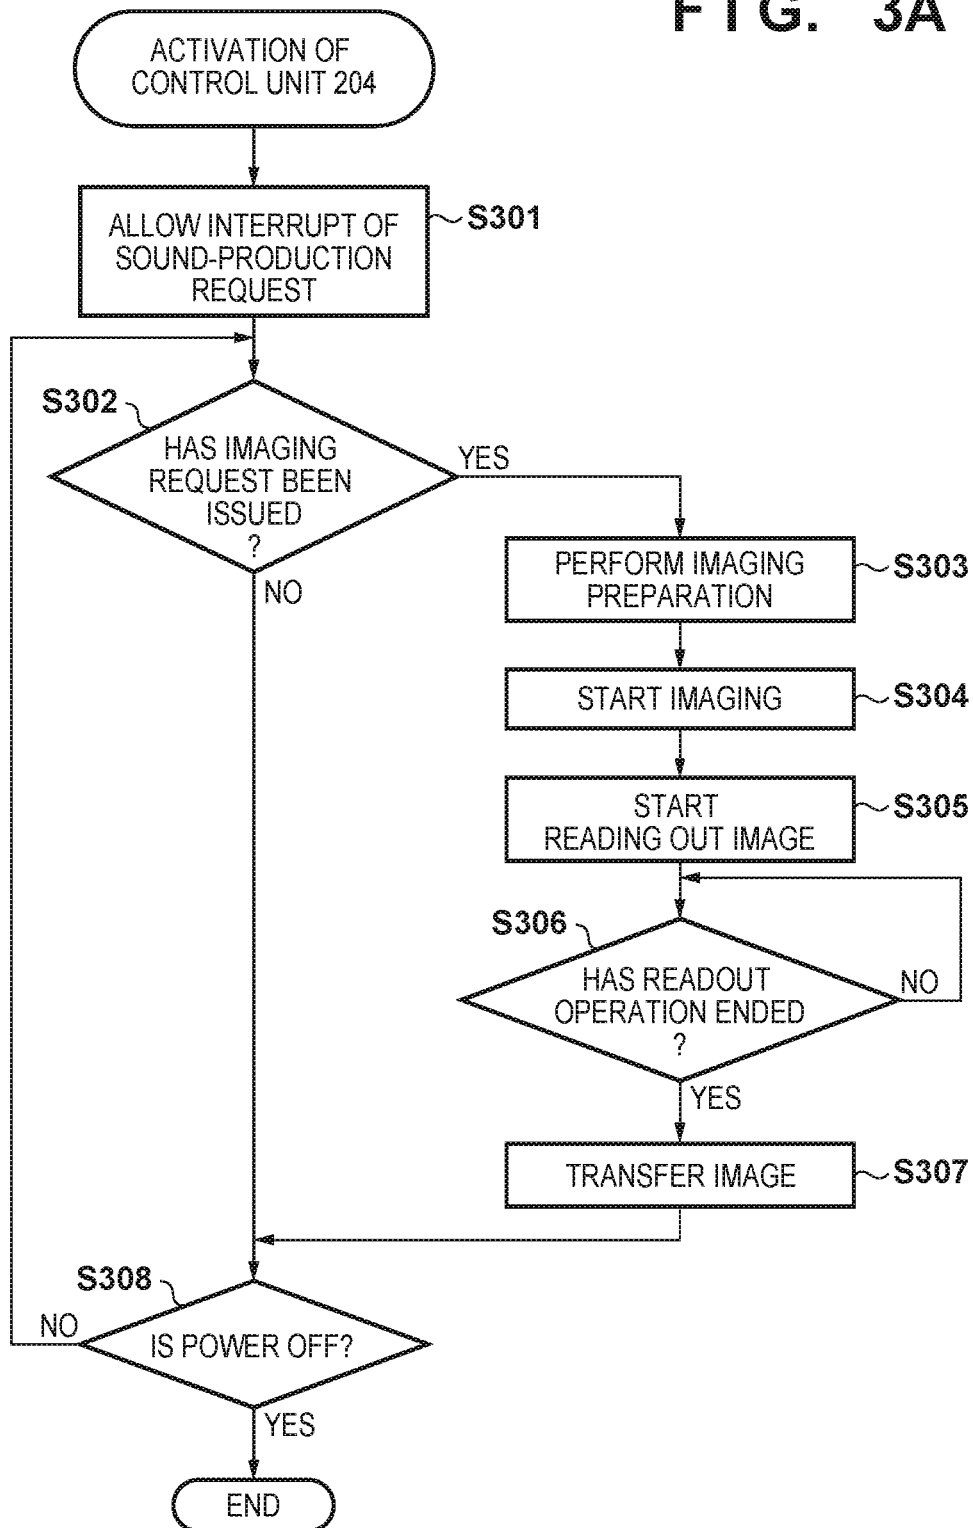 FIG. 3A
ACTIVATION OF
CONTROL UNIT 204
ALLOW INTERRUPT OF
SOUND-PRODUCTION
REQUEST
S301
S302
HAS IMAGING
REQUEST BEEN
ISSUED
?
YES
NO
PERFORM IMAGING
PREPARATION
S303
START IMAGING
S304
START
READING OUT IMAGE
S305
S306
HAS READOUT
OPERATION ENDED
?
NO
YES
TRANSFER IMAGE
S307
S308
IS POWER OFF?
NO
YES
END